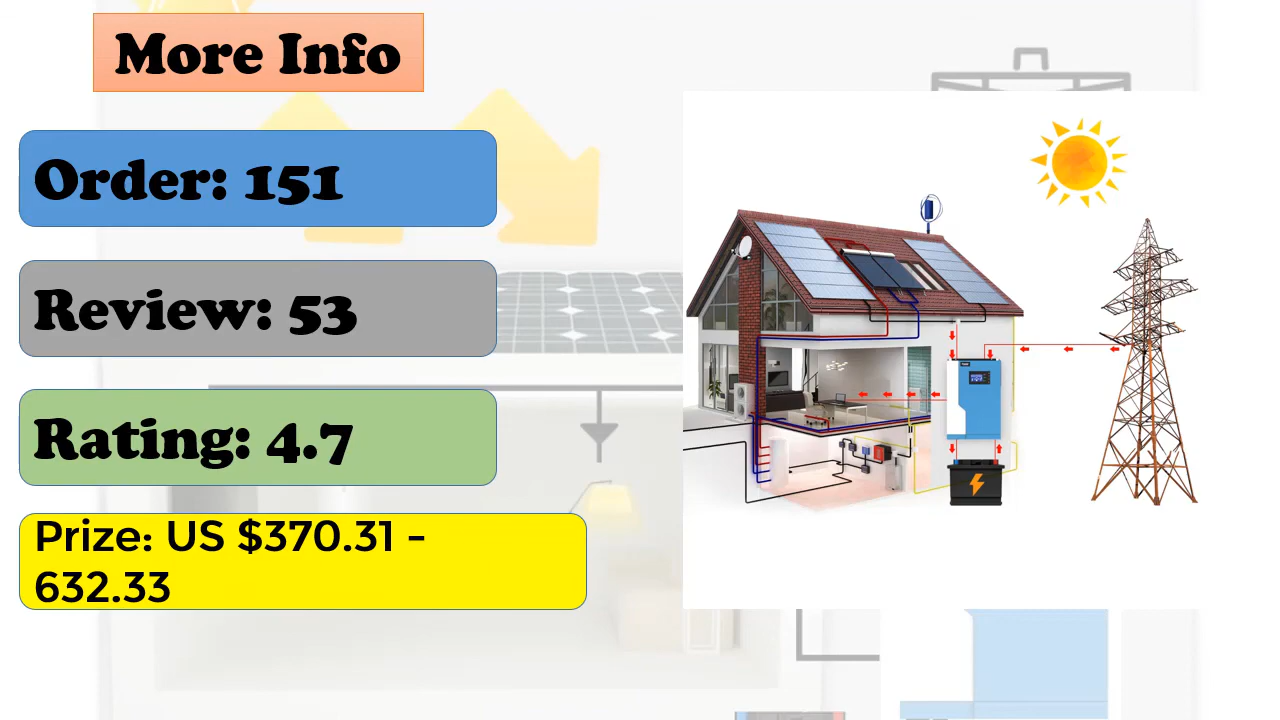 More Info
Order: 151
Review: 53
Rating: 4.7
Prize: US $370.31 -
632.33